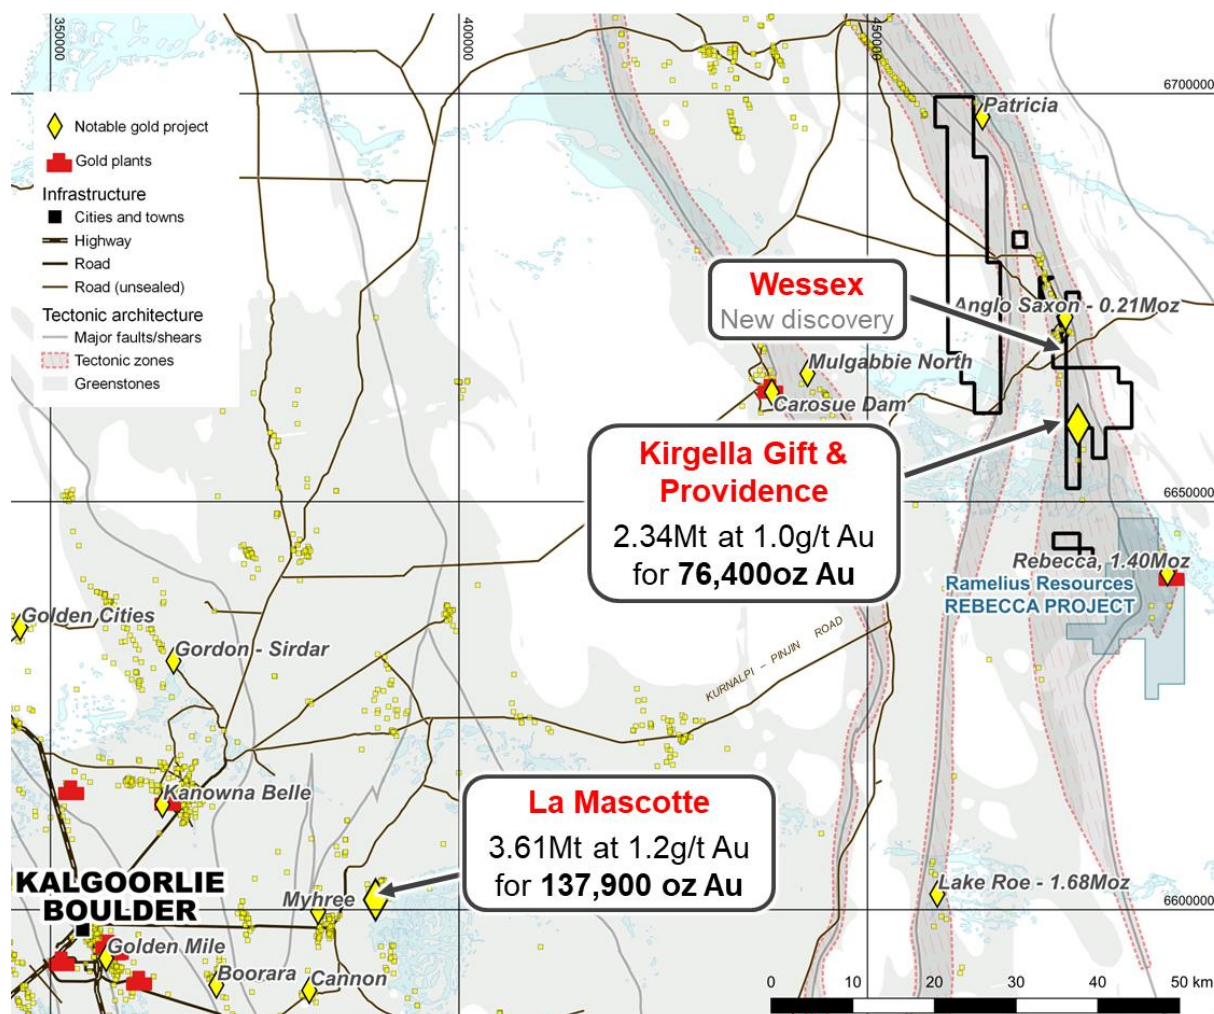 350000
400000
450000
6700000
Notable gold project
Gold plants
Infrastructure
Cities and towns
Highway
Road
Road (unsealed)
Tectonic architecture
Major faults/shears
Tectonic zones
Greenstones
Patricia
Wessex
New discovery
Anglo Saxon - 0.21Moz
Mulgabbie North
Carosue Dam
Kirgella Gift &
Providence
2.34Mt at 1.0g/t Au
for 76,400oz Au
6650000
Rebecca, 1.40Moz
Ramelius Resources
REBECCA PROJECT
Golden Cities
Gordon - Sirdar
KURNALPI - PINJIN ROAD
Kanowna Belle
La Mascotte
3.61Mt at 1.2g/t Au
for 137,900 oz Au
KALGOORLIE
BOULDER
Myhree
Lake Roe - 1.68Moz
6600000
Golden Mile
Boorara
Cannon
0 10 20 30 40 50 km